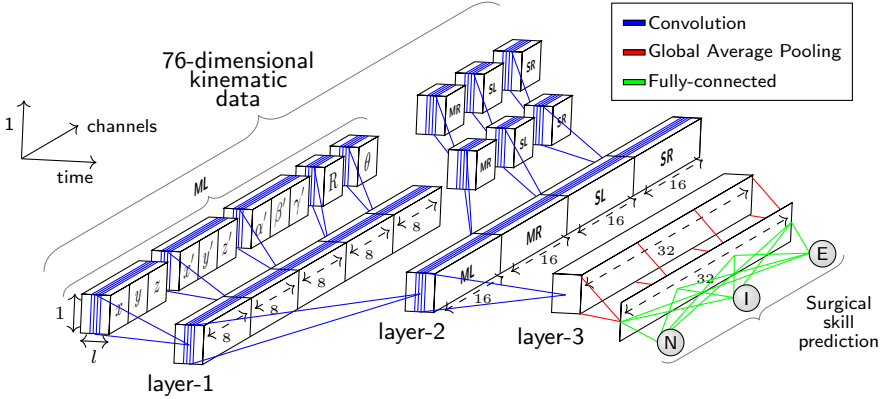 Convolution
Global Average Pooling
Fully-connected
76-dimensional
kinematic
data
1
channels
time
ML
SR
SL
MR
SR
SL
MR
θ
R
α′ β′ γ′
x′ y′ z′
x y z
1
l
8
8
8
8
8
layer-1
SR
SL
MR
ML
16
16
16
16
layer-2
32
layer-3
32
E
I
N
Surgical
skill
prediction